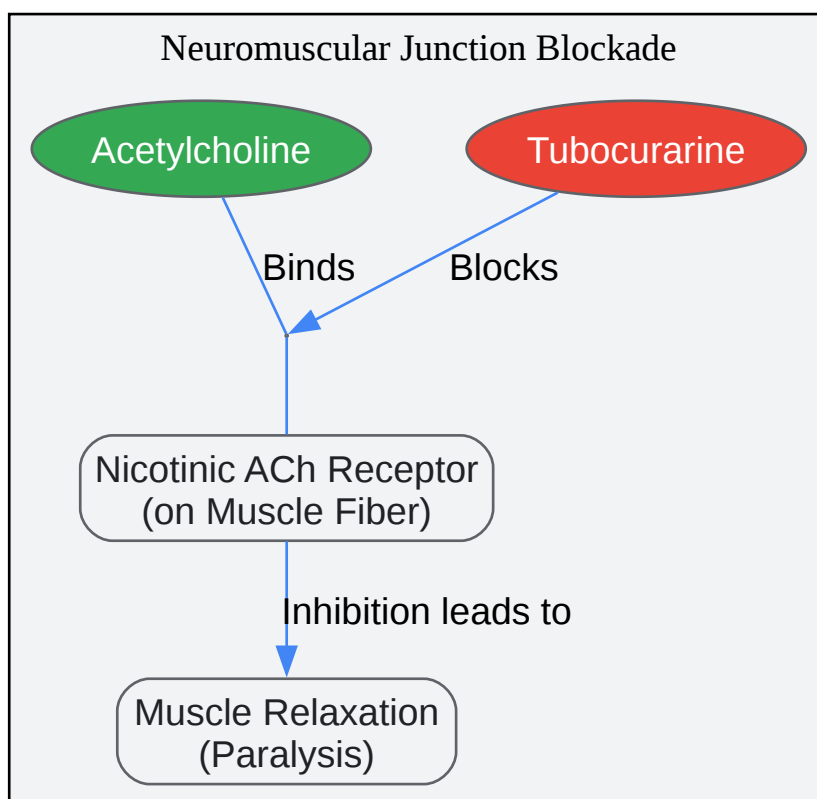 Neuromuscular Junction Blockade
Acetylcholine
Tubocurarine
Binds
Blocks
Nicotinic ACh Receptor
(on Muscle Fiber)
Inhibition leads to
Muscle Relaxation
(Paralysis)